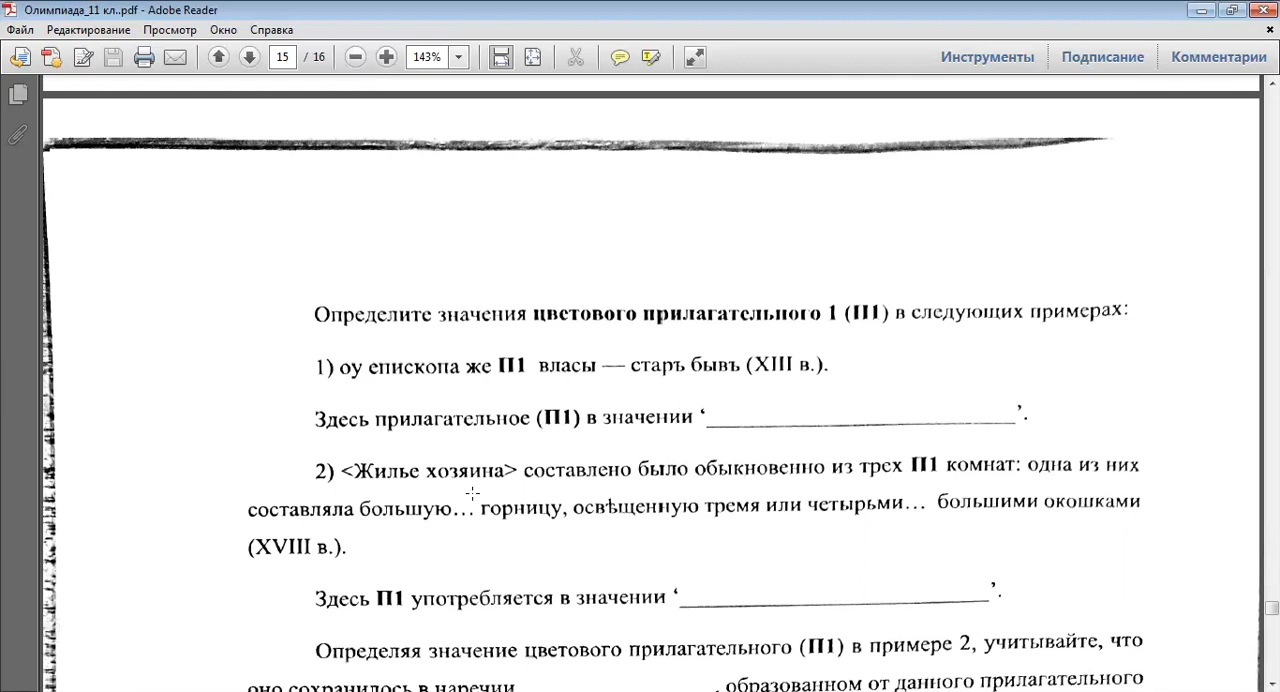 Олимпиада_11 кл..pdf - Adobe Reader
Файл Редактирование Просмотр Окно Справка
15 / 16 143% Инструменты Подписание Комментарии
Определите значения цветового прилагательного 1 (П1) в следующих примерах:
1) оу епископа же П1 власы — старъ бывъ (XIII в.).
Здесь прилагательное (П1) в значении ‘______________________________’.
2) <Жилье хозяина> составлено было обыкновенно из трех П1 комнат: одна из них
составляла большую… горницу, освѣщенную тремя или четырьми… большими окошками
(XVIII в.).
Здесь П1 употребляется в значении ‘______________________________’.
Определяя значение цветового прилагательного (П1) в примере 2, учитывайте, что
оно сохранилось в наречии ____________________, образованном от данного прилагательного